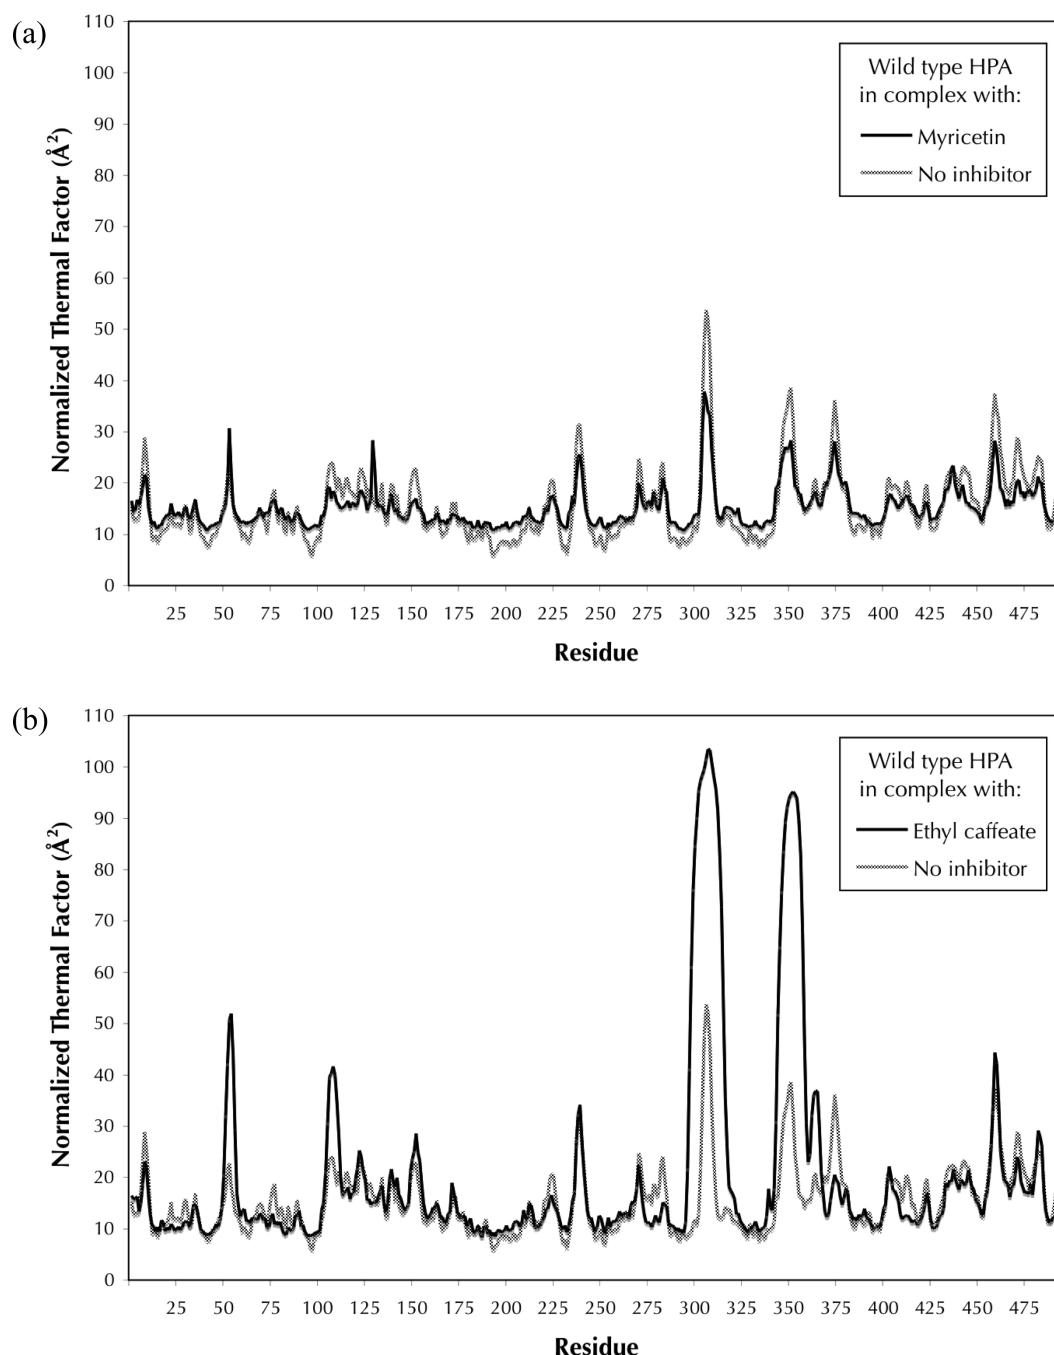 (a)
110
100
90
80
70
60
50
40
30
20
10
0
Normalized Thermal Factor (Å²)
Wild type HPA
in complex with:
Myricetin
No inhibitor
25 50 75 100 125 150 175 200 225 250 275 300 325 350 375 400 425 450 475
Residue
(b)
110
100
90
80
70
60
50
40
30
20
10
0
Normalized Thermal Factor (Å²)
Wild type HPA
in complex with:
Ethyl caffeate
No inhibitor
25 50 75 100 125 150 175 200 225 250 275 300 325 350 375 400 425 450 475
Residue